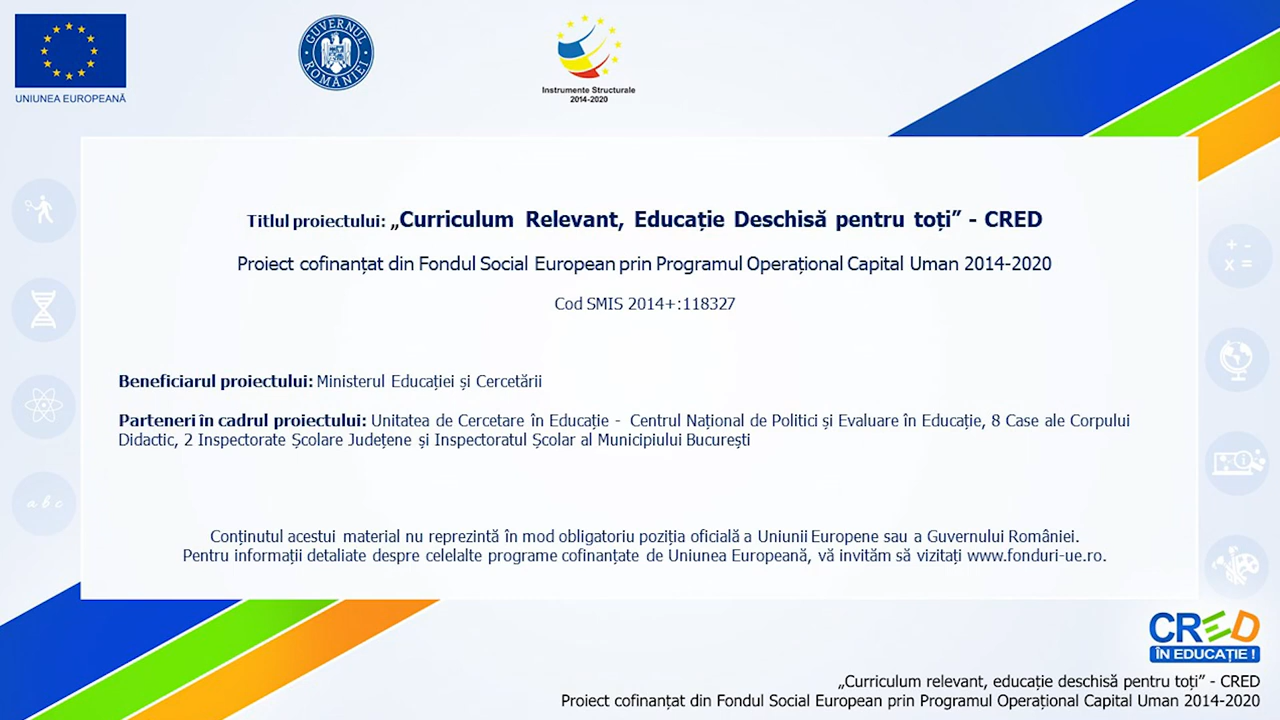 UNIUNEA EUROPEANĂ
GUVERNUL ROMÂNIEI
Instrumente Structurale
2014-2020
Titlul proiectului: „Curriculum Relevant, Educație Deschisă pentru toți” - CRED
Proiect cofinanțat din Fondul Social European prin Programul Operațional Capital Uman 2014-2020
Cod SMIS 2014+:118327
Beneficiarul proiectului: Ministerul Educației și Cercetării
Parteneri în cadrul proiectului: Unitatea de Cercetare în Educație - Centrul Național de Politici și Evaluare în Educație, 8 Case ale Corpului
Didactic, 2 Inspectorate Școlare Județene și Inspectoratul Școlar al Municipiului București
Conținutul acestui material nu reprezintă în mod obligatoriu poziția oficială a Uniunii Europene sau a Guvernului României.
Pentru informații detaliate despre celelalte programe cofinanțate de Uniunea Europeană, vă invităm să vizitați www.fonduri-ue.ro.
+ -
x =
a b c
CRED
ÎN EDUCAȚIE !
„Curriculum relevant, educație deschisă pentru toți” - CRED
Proiect cofinanțat din Fondul Social European prin Programul Operațional Capital Uman 2014-2020